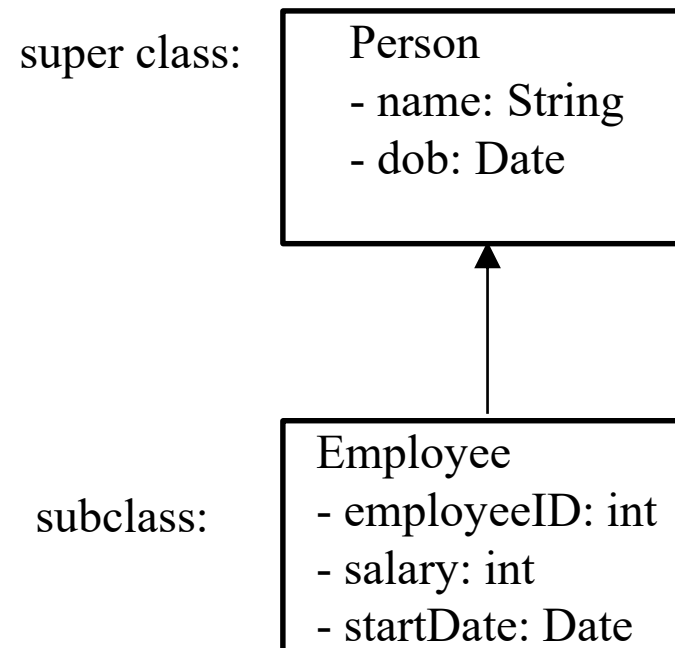 super class:
Person
- name: String
- dob: Date
subclass:
Employee
- employeeID: int
- salary: int
- startDate: Date